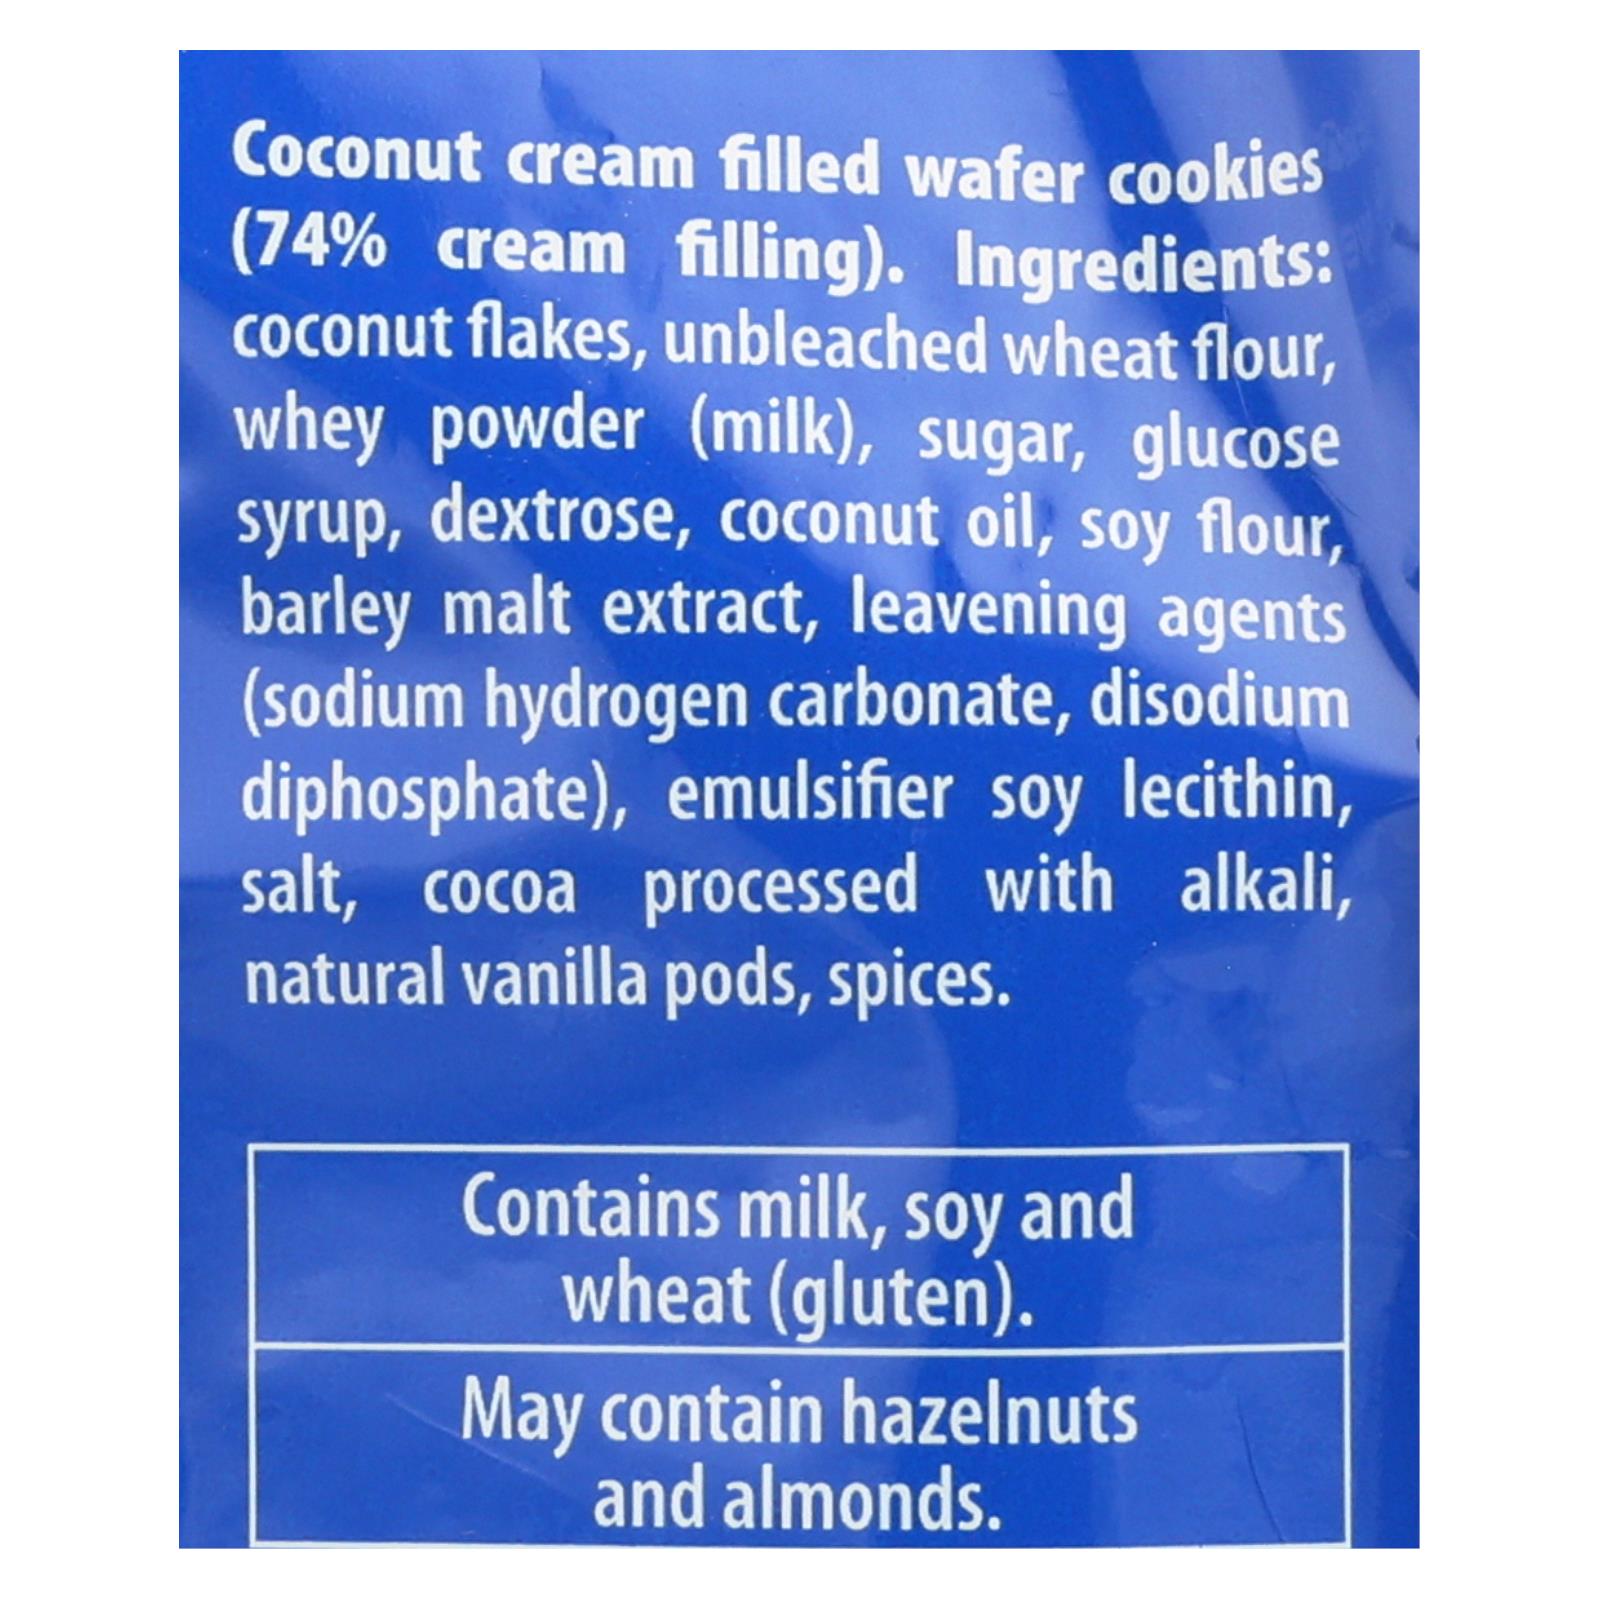 Coconut cream filled wafer cookies
(74% cream filling). Ingredients:
coconut flakes, unbleached wheat flour,
whey powder (milk), sugar, glucose
syrup, dextrose, coconut oil, soy flour,
barley malt extract, leavening agents
(sodium hydrogen carbonate, disodium
diphosphate), emulsifier soy lecithin,
salt, cocoa processed with alkali,
natural vanilla pods, spices.
Contains milk, soy and
wheat (gluten).
May contain hazelnuts
and almonds.